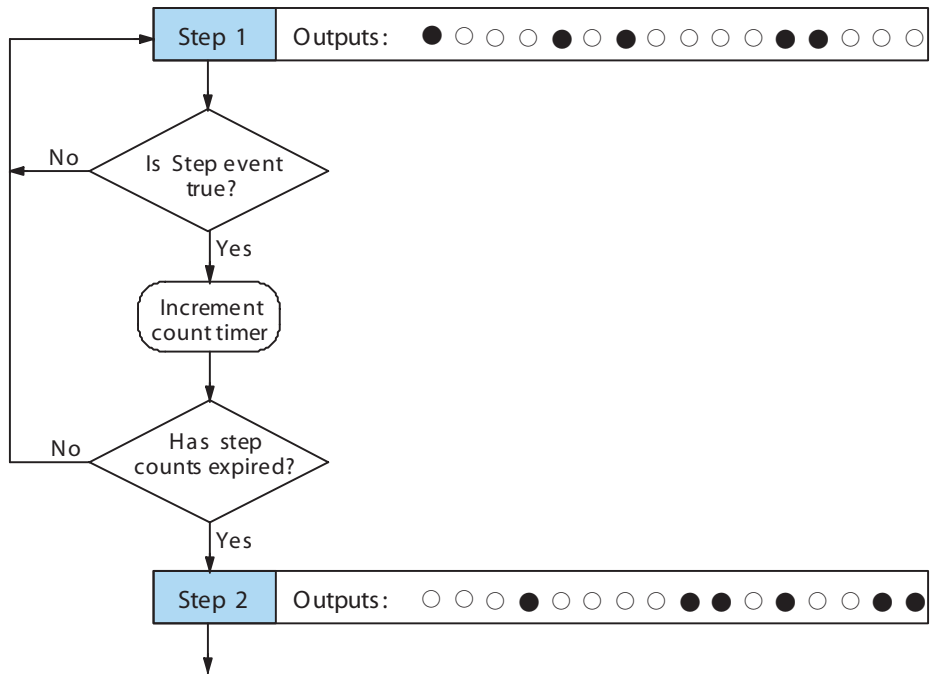 Step 1
Outputs:
Is Step event
true?
No
Yes
Increment
count timer
Has step
counts expired?
No
Yes
Step 2
Outputs: